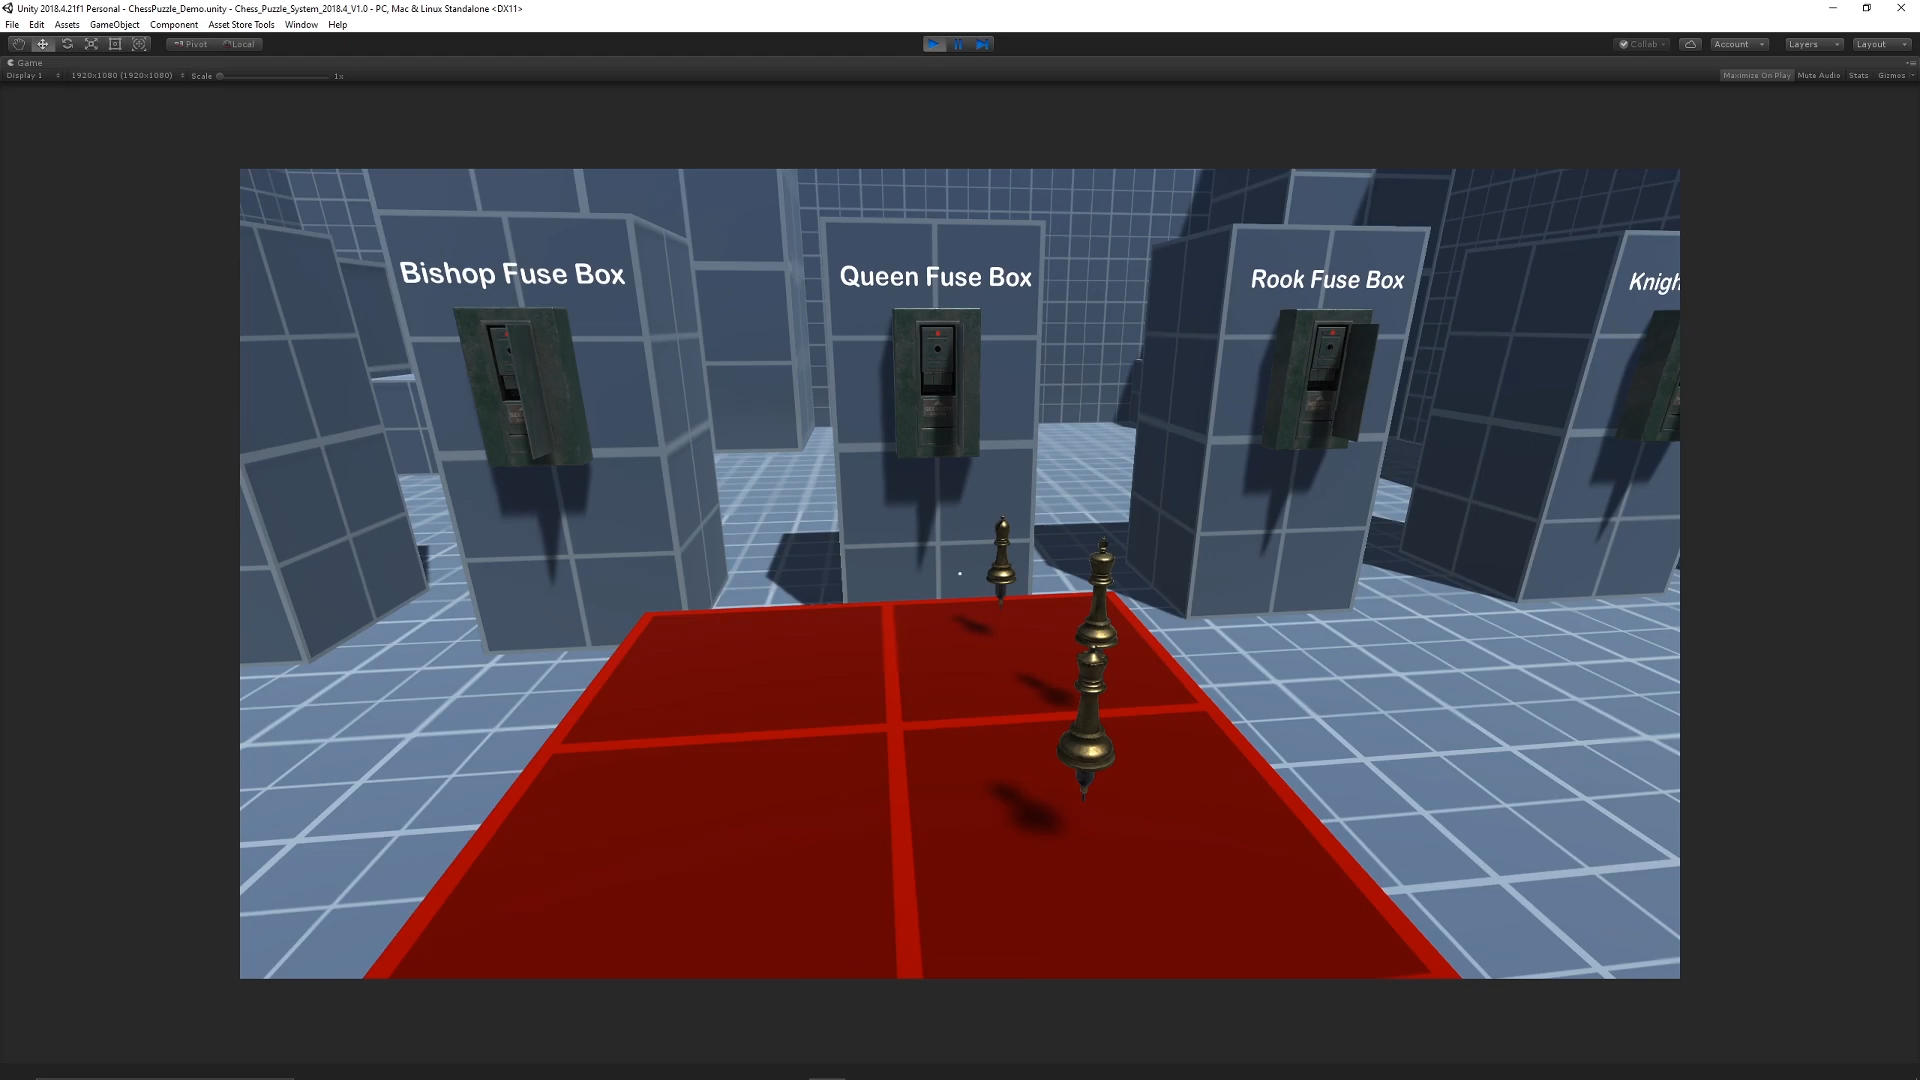 Unity 2018.4.21f1 Personal - ChessPuzzle_Demo.unity - Chess_Puzzle_System_2018.4_V1.0 - PC, Mac & Linux Standalone <DX11>
File Edit Assets GameObject Component Asset Store Tools Window Help
Pivot Local Collab Account Layers Layout
Game
Display 1 1920x1080 (1920x1080) Scale 1x Maximize On Play Mute Audio Stats Gizmos
Bishop Fuse Box
Queen Fuse Box
Rook Fuse Box
Knigh